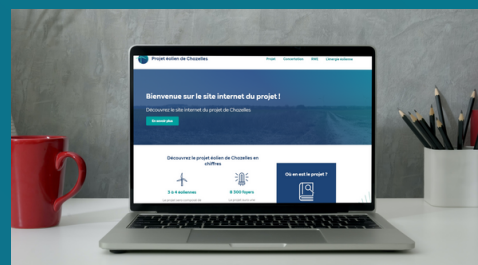 Projet éolien de Chazelles
Projet Concertation FAQ L'énergie éolienne
Bienvenue sur le site internet du projet !
Découvrez le site internet du projet de Chazelles
En savoir plus
Découvrez le projet éolien de Chazelles en
chiffres
Où en est le projet ?
3 à 4 éoliennes
8 500 foyers